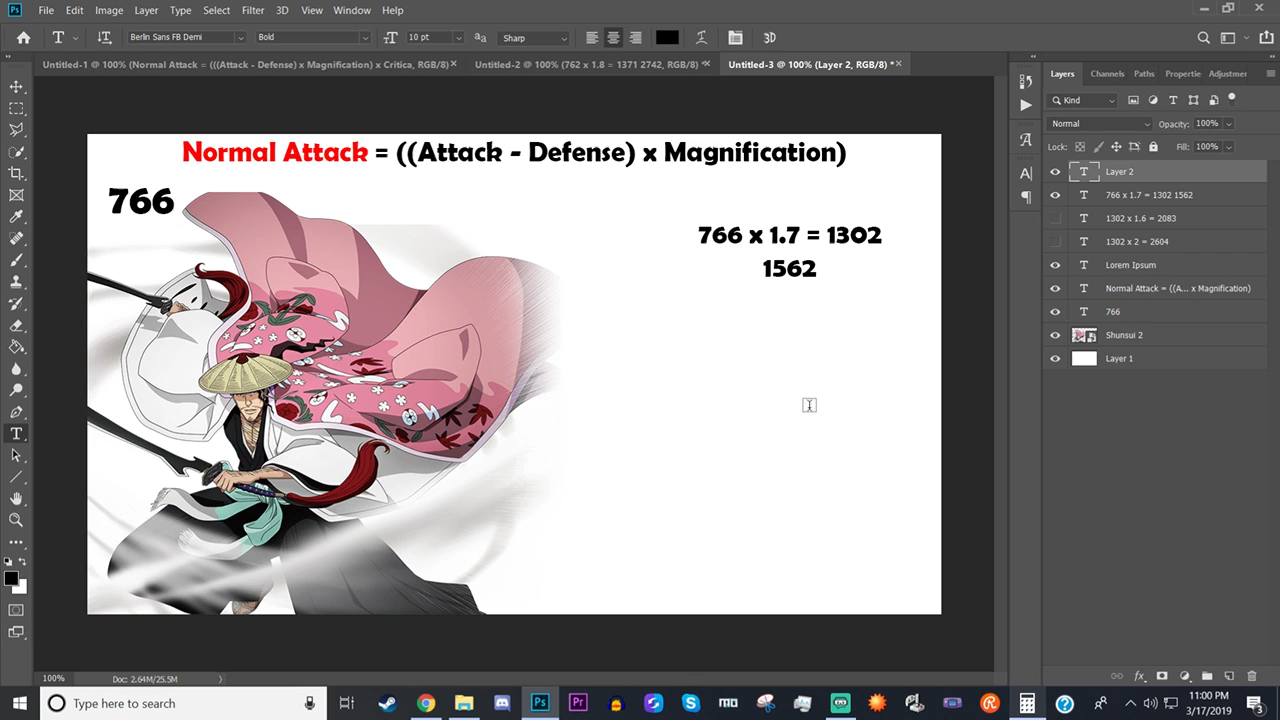 Ps File Edit Image Layer Type Select Filter 3D View Window Help
T Berlin Sans FB Demi Bold 10 pt Sharp 3D
Untitled-1 @ 100% (Normal Attack = (((Attack - Defense) x Magnification) x Critica, RGB/8) Untitled-2 @ 100% (762 x 1.8 = 1371 2742, RGB/8) * Untitled-3 @ 100% (Layer 2, RGB/8) *
Layers Channels Paths Propertie Adjustmer
Kind
Normal Opacity: 100%
Lock: Fill: 100%
Normal Attack = ((Attack - Defense) x Magnification)
766
766 x 1.7 = 1302
1562
Layer 2
766 x 1.7 = 1302 1562
1302 x 1.6 = 2083
1302 x 2 = 2604
Lorem Ipsum
Normal Attack = ((A... x Magnification)
766
Shunsui 2
Layer 1
100% Doc: 2.64M/25.5M
Type here to search
11:00 PM
3/17/2019